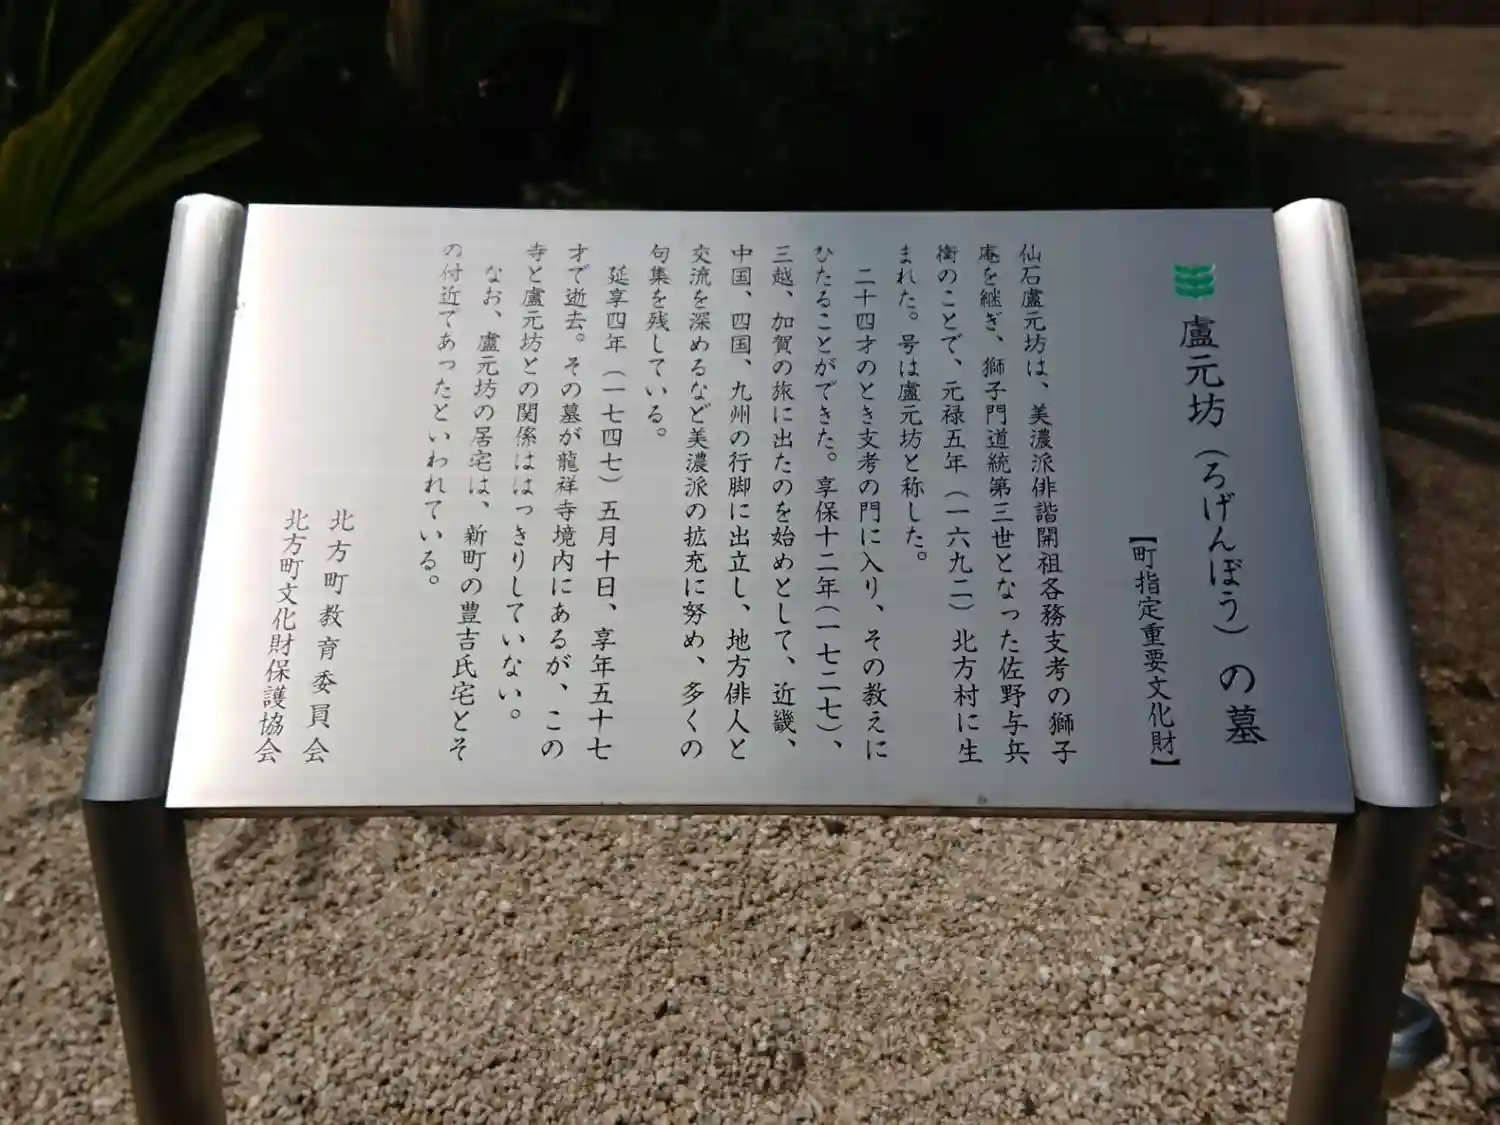 盧元坊（ろげんぼう）の墓
【町指定重要文化財】
仙石盧元坊は、美濃派俳諧開祖各務支考の獅子
庵を継ぎ、獅子門道統第三世となった佐野与兵
衛のことで、元禄五年（一六九二）北方村に生
まれた。号は盧元坊と称した。
二十四才のとき支考の門に入り、その教えに
ひたることができた。享保十二年（一七二七）、
三越、加賀の旅に出たのを始めとして、近畿、
中国、四国、九州の行脚に出立し、地方俳人と
交流を深めるなど美濃派の拡充に努め、多くの
句集を残している。
延享四年（一七四七）五月十日、享年五十七
才で逝去。その墓が龍祥寺境内にあるが、この
寺と盧元坊との関係ははっきりしていない。
なお、盧元坊の居宅は、新町の豊吉氏宅とそ
の付近であったといわれている。
北方町教育委員会
北方町文化財保護協会